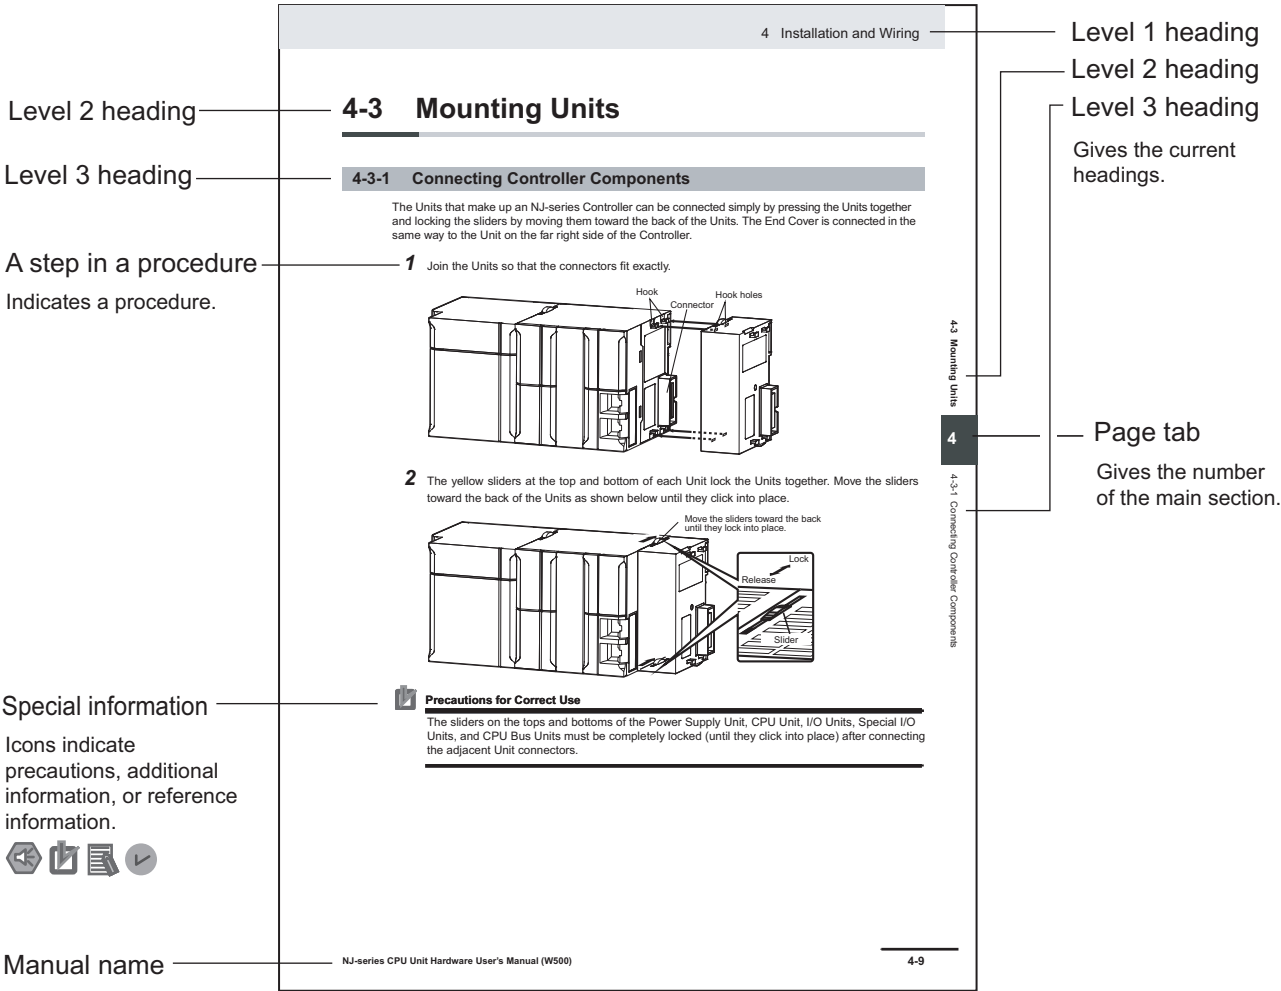 4 Installation and Wiring
Level 1 heading
Level 2 heading
Level 3 heading
Gives the current
headings.
Level 2 heading
4-3 Mounting Units
Level 3 heading
4-3-1 Connecting Controller Components
The Units that make up an NJ-series Controller can be connected simply by pressing the Units together
and locking the sliders by moving them toward the back of the Units. The End Cover is connected in the
same way to the Unit on the far right side of the Controller.
A step in a procedure
Indicates a procedure.
1 Join the Units so that the connectors fit exactly.
Hook
Connector
Hook holes
4-3 Mounting Units
4
4-3-1 Connecting Controller Components
Page tab
Gives the number
of the main section.
2 The yellow sliders at the top and bottom of each Unit lock the Units together. Move the sliders
toward the back of the Units as shown below until they click into place.
Move the sliders toward the back
until they lock into place.
Lock
Release
Slider
Special information
Icons indicate
precautions, additional
information, or reference
information.
Precautions for Correct Use
The sliders on the tops and bottoms of the Power Supply Unit, CPU Unit, I/O Units, Special I/O
Units, and CPU Bus Units must be completely locked (until they click into place) after connecting
the adjacent Unit connectors.
Manual name
NJ-series CPU Unit Hardware User's Manual (W500)
4-9